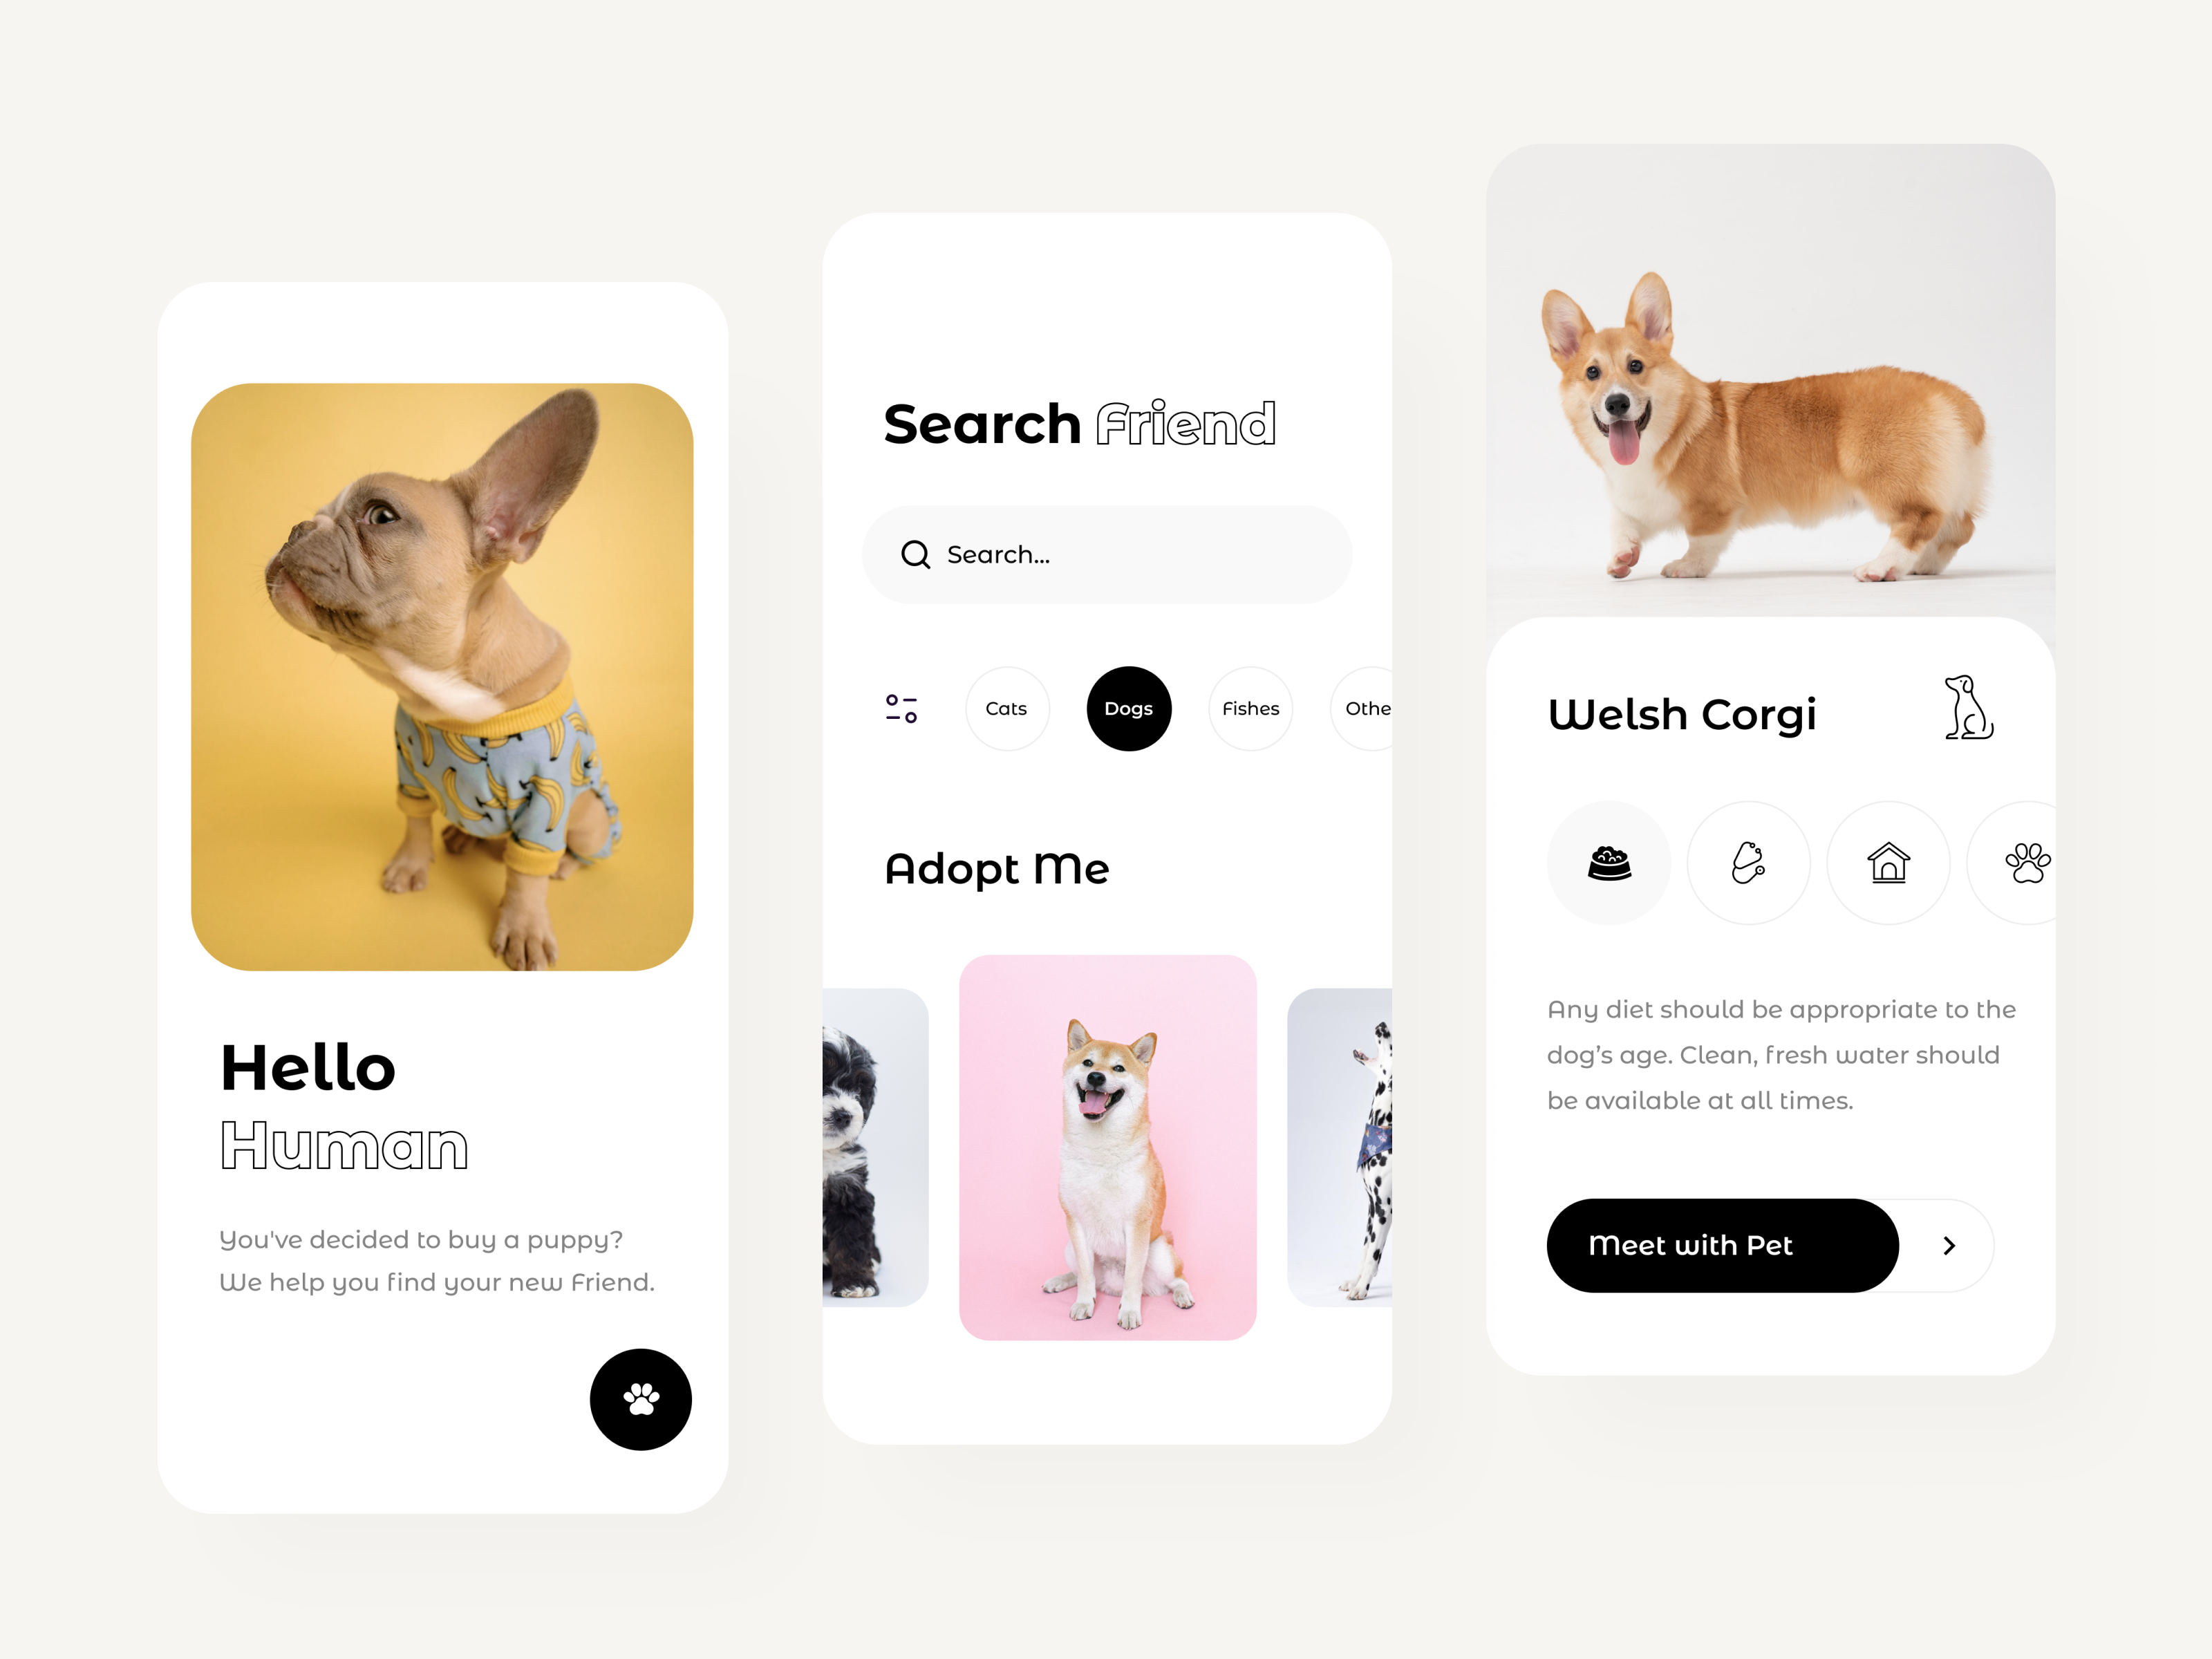 Hello
Human
You've decided to buy a puppy?
We help you find your new Friend.
Search Friend
Search...
Cats
Dogs
Fishes
Othe
Adopt Me
Welsh Corgi
Any diet should be appropriate to the
dog’s age. Clean, fresh water should
be available at all times.
Meet with Pet